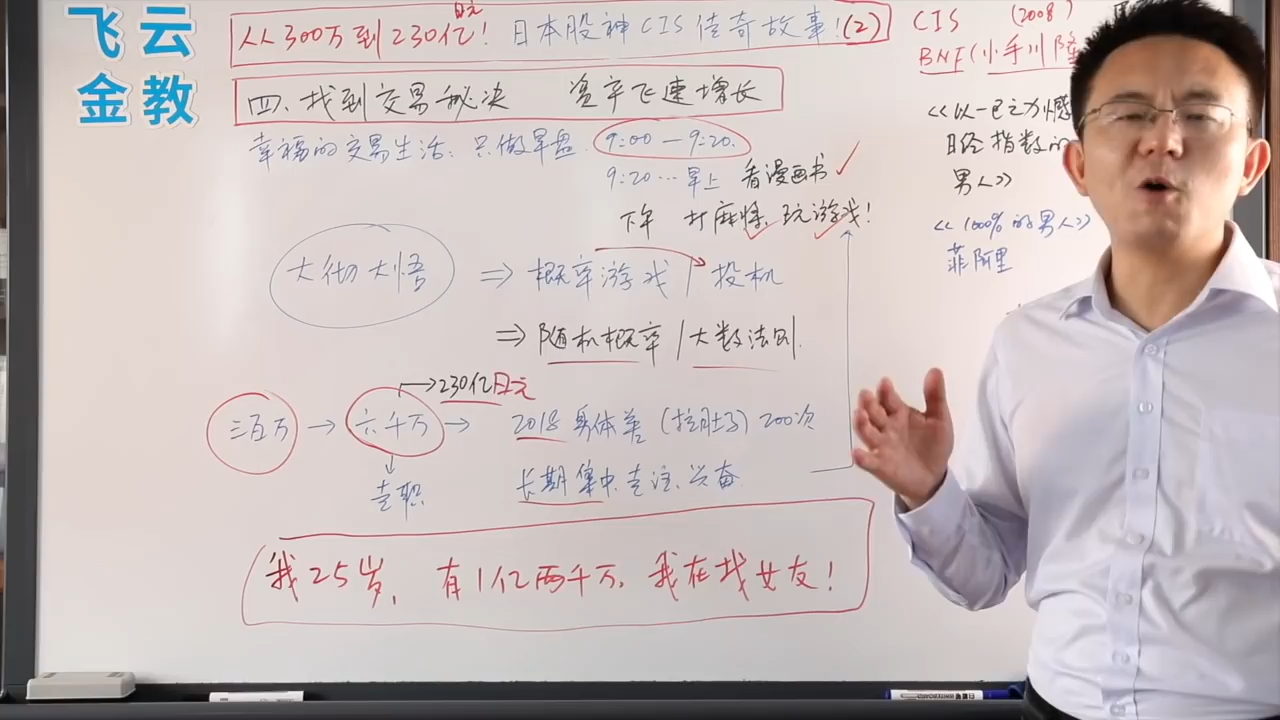 飞云
金教
日元
从300万到230亿！日本股神CIS传奇故事！(2)
四、找到交易秘决 资产飞速增长
幸福的交易生活：只做早盘 9:00—9:20.
9:20…早上 看漫画书
下午 打麻将、玩游戏！
大彻大悟 ⇒ 概率游戏 / 投机
⇒ 随机概率 / 大数法则.
→230亿日元
三百万 → 六千万 → 2018 身体差 (拉肚子) 200次
↓
专职
长期集中、专注、兴奋
我25岁, 有1亿两千万, 我在找女友！
CIS (2008)
BNF(小手川隆
<<以一己之力憾
日经指数的
男人>>
<<100%的男人>>
菲阿里